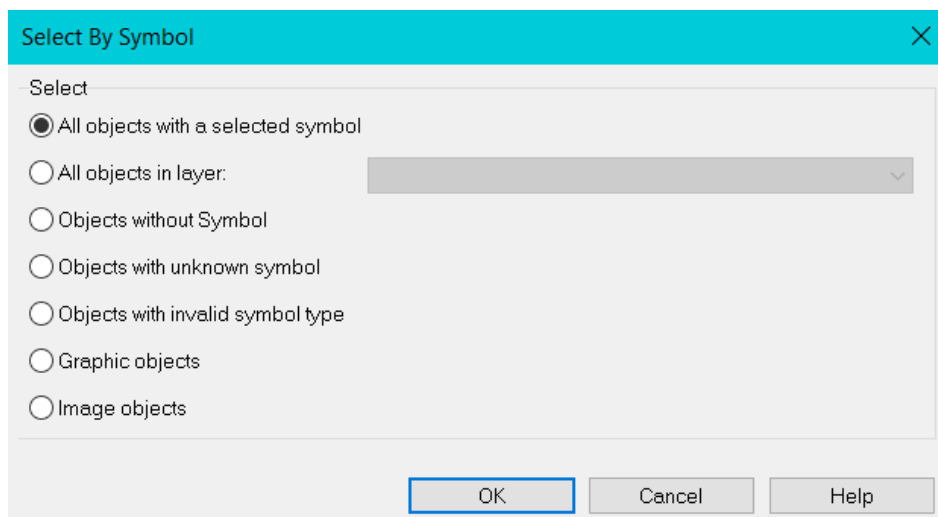 Select By Symbol
Select
All objects with a selected symbol
All objects in layer:
Objects without Symbol
Objects with unknown symbol
Objects with invalid symbol type
Graphic objects
Image objects
OK Cancel Help